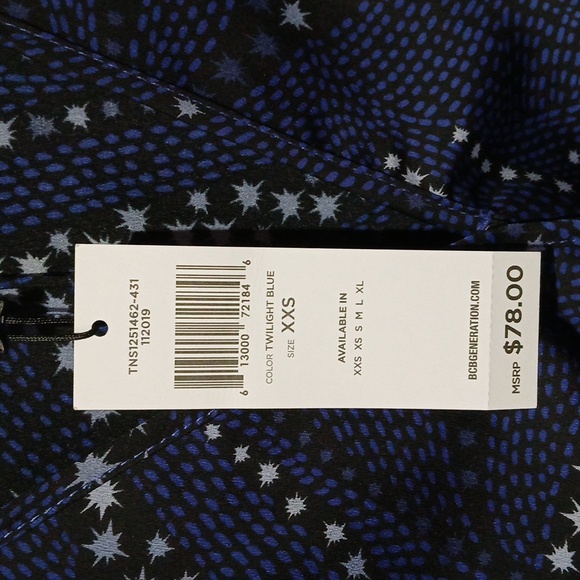 TNS1251462-431
112019
6 13000 72184 6
COLOR TWILIGHT BLUE
SIZE XXS
AVAILABLE IN
XXS XS S M L XL
BCBGENERATION.COM
MSRP $78.00